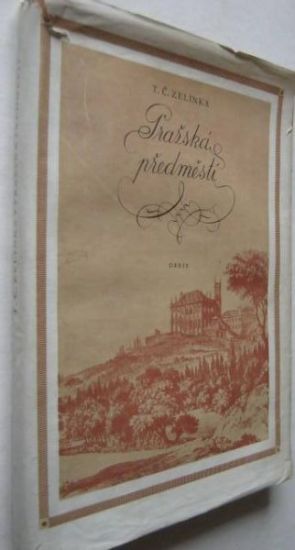 T. Č. ZELINKA
Pražská
předměstí
ORBIS